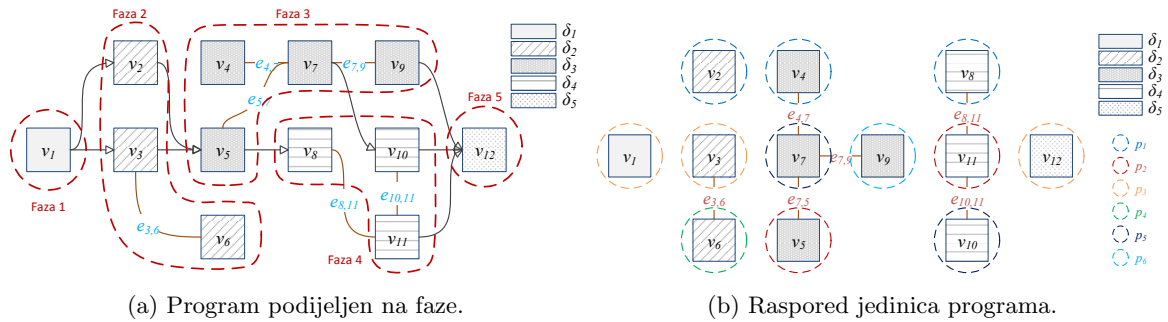 Faza 2
Faza 3
v2
v4
v7
v9
δ1
δ2
δ3
δ4
δ5
e4,7
e7,9
e5,7
Faza 5
v1
v3
v5
v8
v10
v12
Faza 1
e3,6
e8,11
e10,11
v6
v11
Faza 4
(a) Program podijeljen na faze.
v2
v4
v8
δ1
δ2
δ3
δ4
δ5
e4,7
e8,11
v1
v3
v7
e7,9
v9
v11
v12
p1
p2
p3
p4
p5
p6
e3,6
e7,5
e10,11
v6
v5
v10
(b) Raspored jedinica programa.